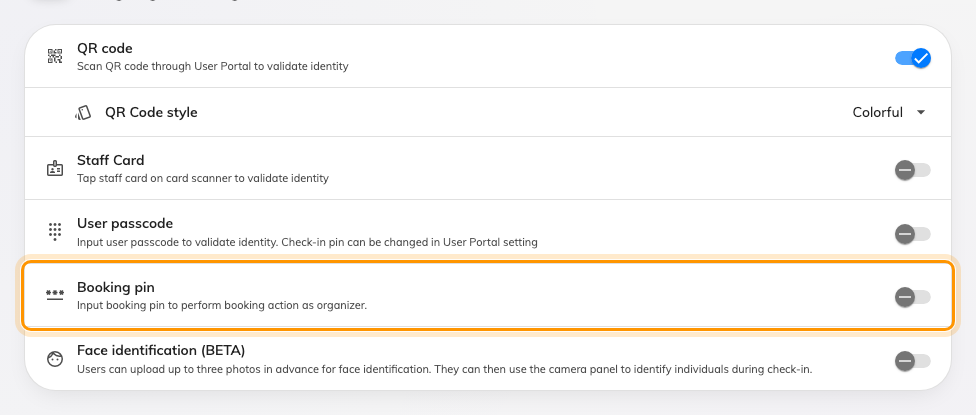 QR code
Scan QR code through User Portal to validate identity
QR Code style
Colorful
Staff Card
Tap staff card on card scanner to validate identity
User passcode
Input user passcode to validate identity. Check-in pin can be changed in User Portal setting
Booking pin
Input booking pin to perform booking action as organizer.
Face identification (BETA)
Users can upload up to three photos in advance for face identification. They can then use the camera panel to identify individuals during check-in.